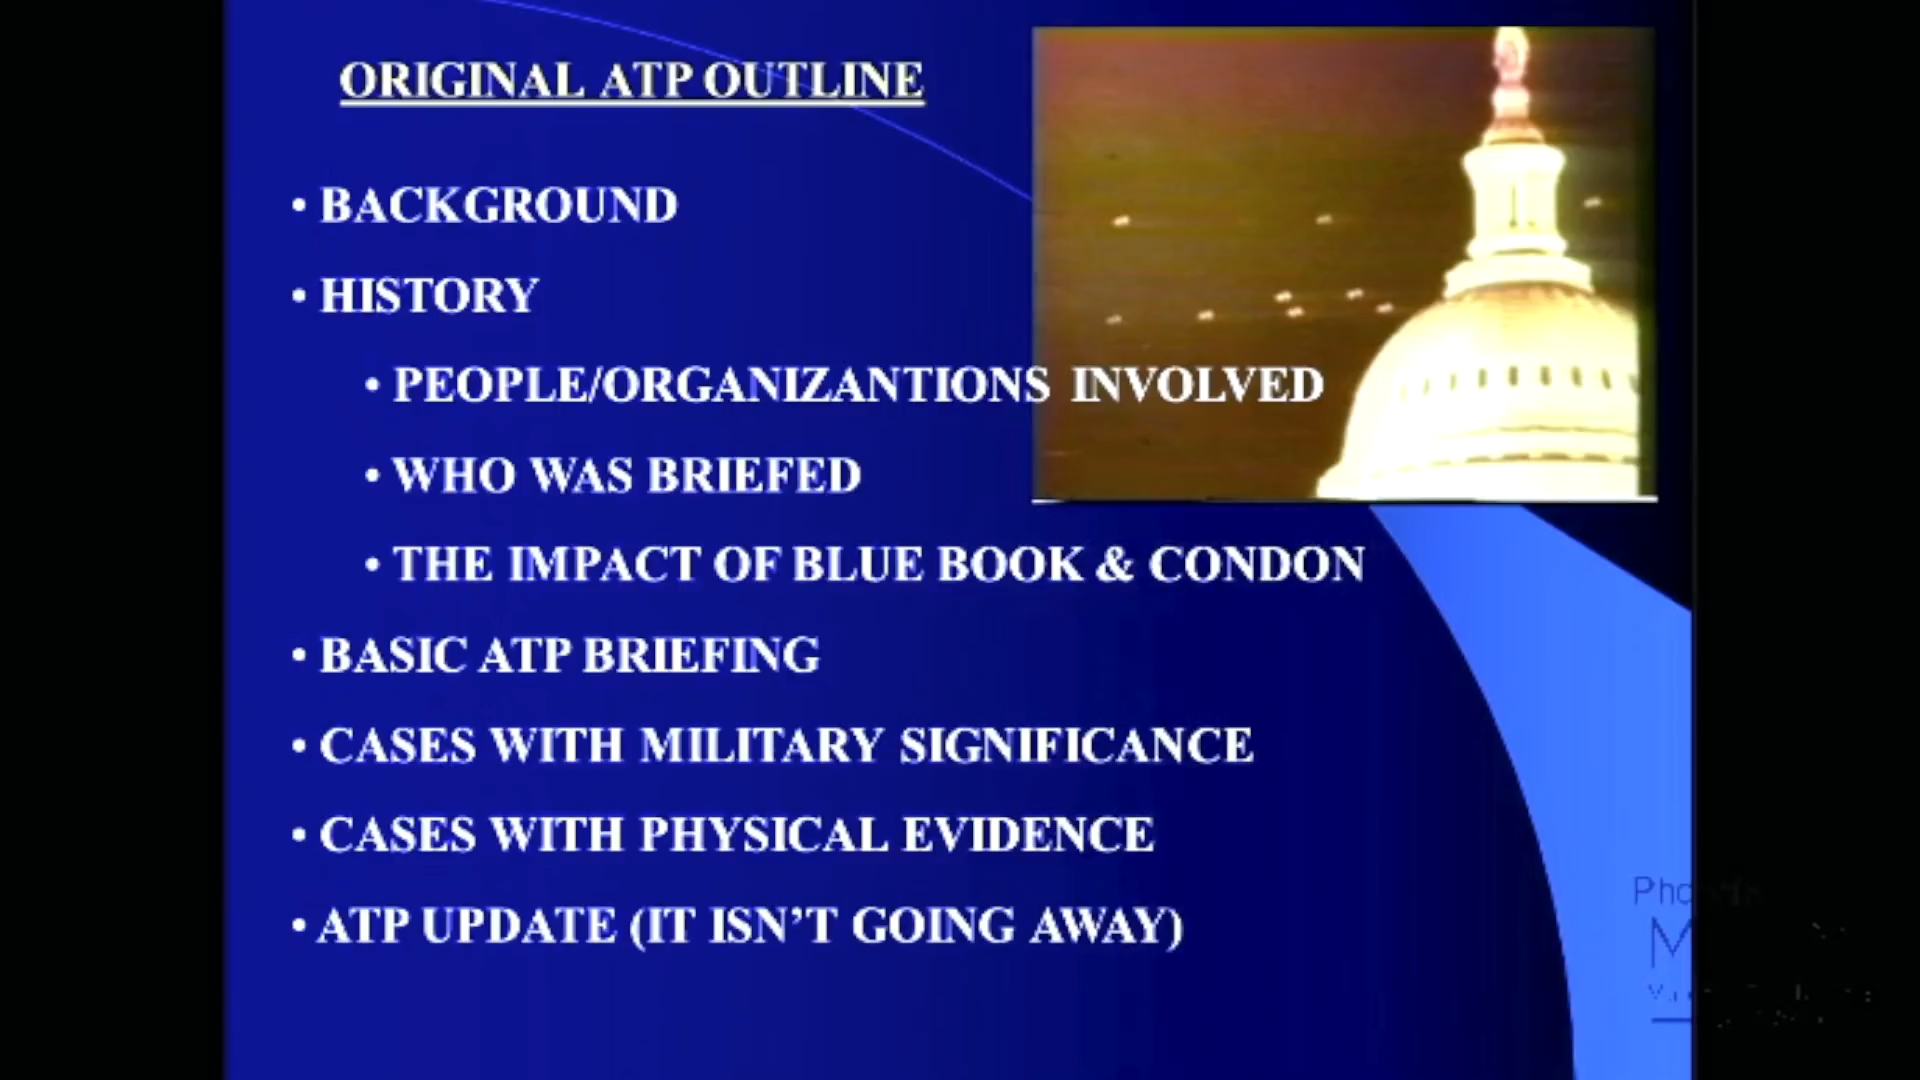 ORIGINAL ATP OUTLINE
• BACKGROUND
• HISTORY
• PEOPLE/ORGANIZANTIONS INVOLVED
• WHO WAS BRIEFED
• THE IMPACT OF BLUE BOOK & CONDON
• BASIC ATP BRIEFING
• CASES WITH MILITARY SIGNIFICANCE
• CASES WITH PHYSICAL EVIDENCE
• ATP UPDATE (IT ISN'T GOING AWAY)